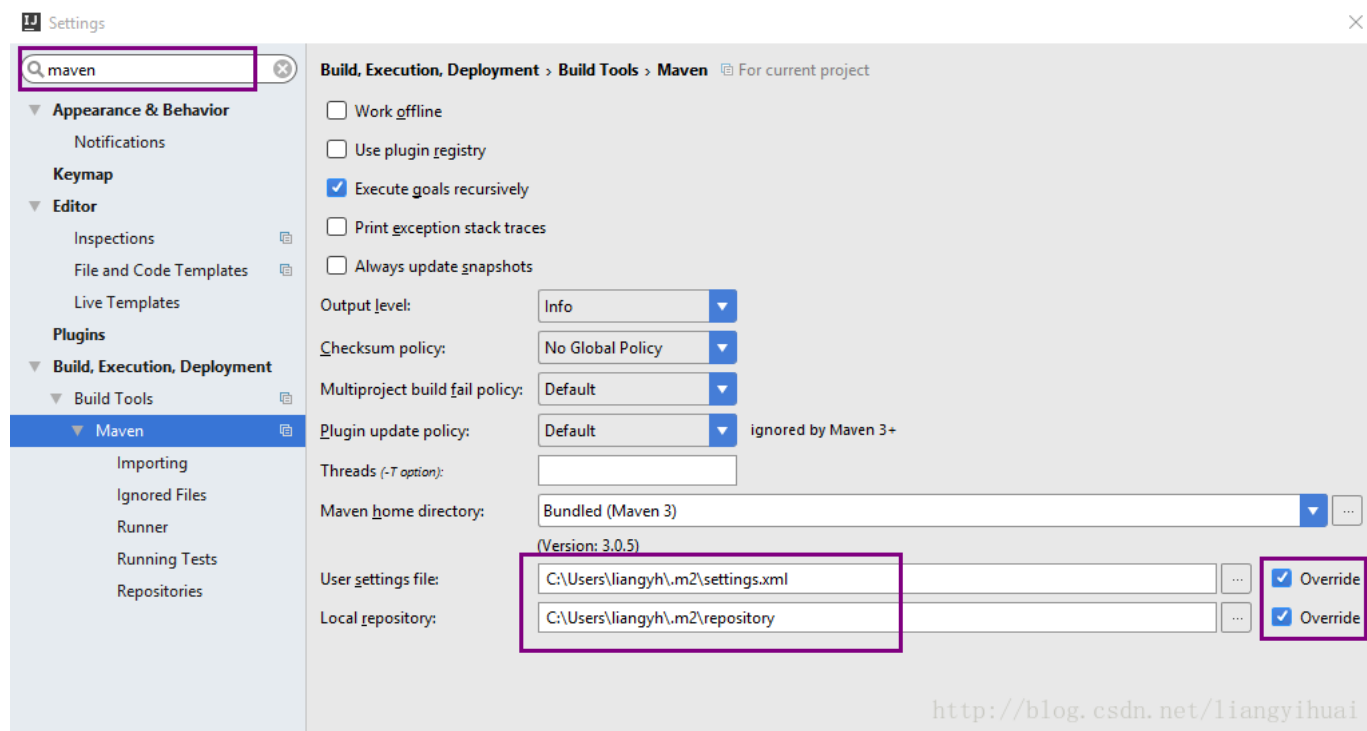 Settings
maven
Build, Execution, Deployment › Build Tools › Maven For current project
Appearance & Behavior
Notifications
Keymap
Editor
Inspections
File and Code Templates
Live Templates
Plugins
Build, Execution, Deployment
Build Tools
Maven
Importing
Ignored Files
Runner
Running Tests
Repositories
Work offline
Use plugin registry
Execute goals recursively
Print exception stack traces
Always update snapshots
Output level: Info
Checksum policy: No Global Policy
Multiproject build fail policy: Default
Plugin update policy: Default ignored by Maven 3+
Threads (-T option):
Maven home directory: Bundled (Maven 3) ...
(Version: 3.0.5)
User settings file: C:\Users\liangyh\.m2\settings.xml ... Override
Local repository: C:\Users\liangyh\.m2\repository ... Override
http://blog.csdn.net/liangyihuai